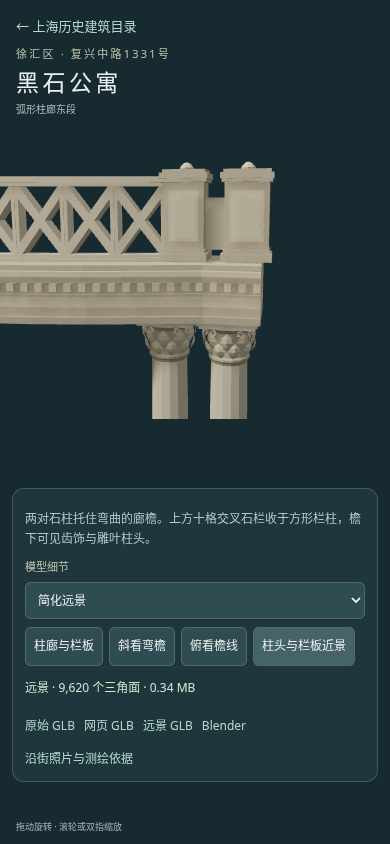 ← 上海历史建筑目录
徐汇区 · 复兴中路1331号
黑石公寓
弧形柱廊东段
两对石柱托住弯曲的廊檐。上方十格交叉石栏收于方形栏柱，檐
下可见齿饰与雕叶柱头。
模型细节
简化远景
柱廊与栏板 斜看弯檐 俯看檐线 柱头与栏板近景
远景 · 9,620 个三角面 · 0.34 MB
原始 GLB 网页 GLB 远景 GLB Blender
沿街照片与测绘依据
拖动旋转 · 滚轮或双指缩放